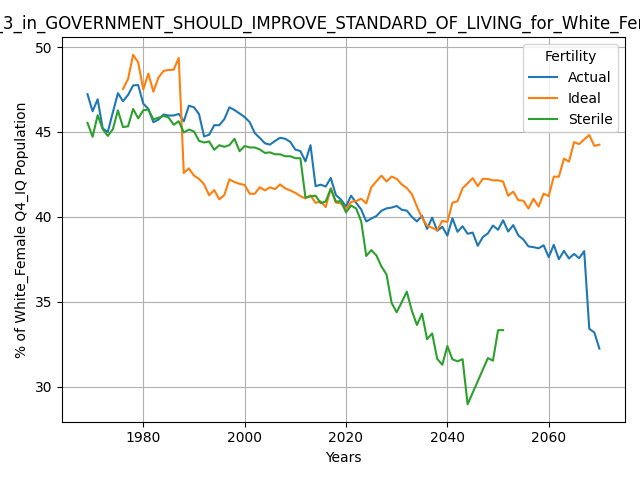 _3_in_GOVERNMENT_SHOULD_IMPROVE_STANDARD_OF_LIVING_for_White_Fe
Fertility
Actual
Ideal
Sterile
% of White_Female Q4_IQ Population
50
45
40
35
30
1980
2000
2020
2040
2060
Years